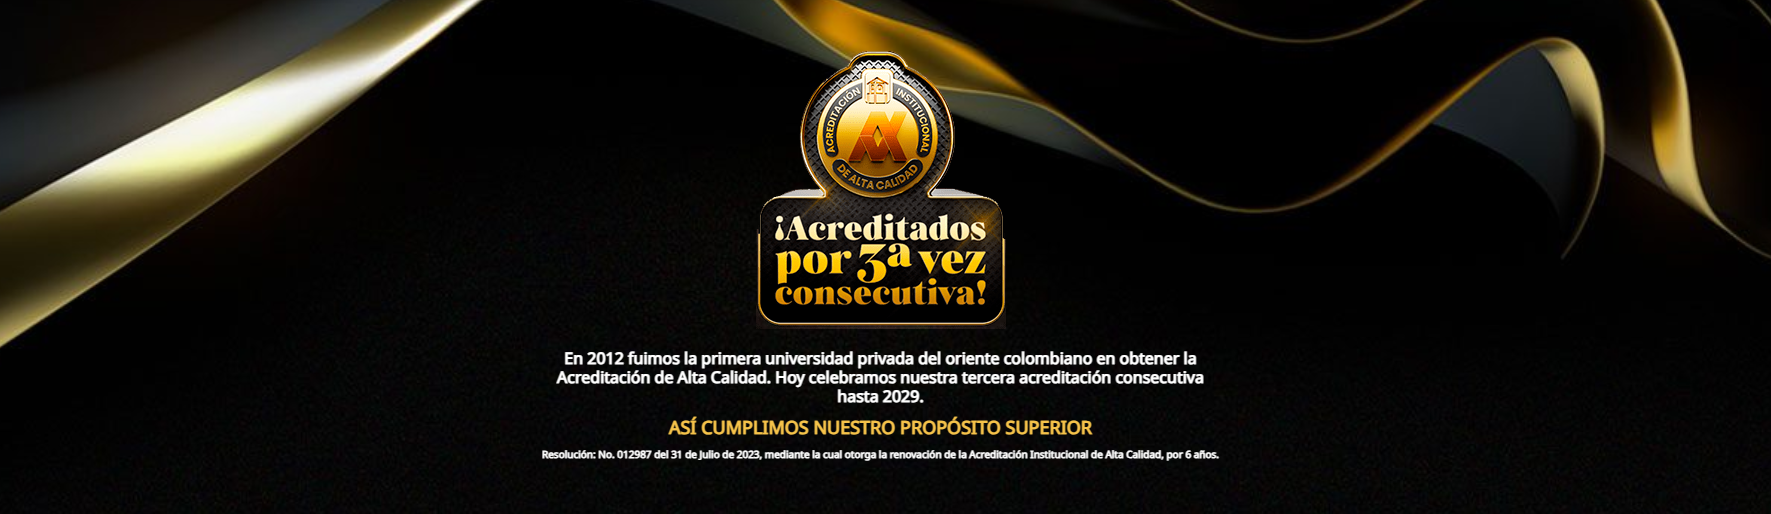 ACREDITACIÓN INSTITUCIONAL
DE ALTA CALIDAD
¡Acreditados
por 3a vez
consecutiva!
En 2012 fuimos la primera universidad privada del oriente colombiano en obtener la
Acreditación de Alta Calidad. Hoy celebramos nuestra tercera acreditación consecutiva
hasta 2029.
ASÍ CUMPLIMOS NUESTRO PROPÓSITO SUPERIOR
Resolución: No. 012987 del 31 de Julio de 2023, mediante la cual otorga la renovación de la Acreditación Institucional de Alta Calidad, por 6 años.